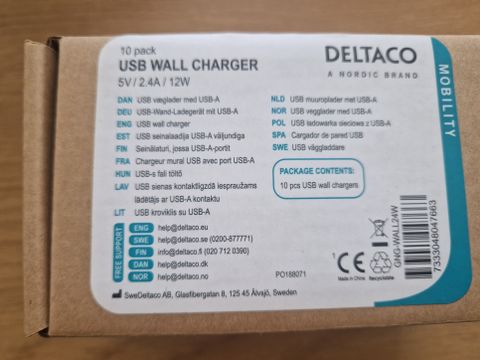 10 pack
USB WALL CHARGER
5V / 2.4A / 12W
DELTACO
A NORDIC BRAND
MOBILITY
DAN USB væglader med USB-A
DEU USB-Wand-Ladegerät mit USB-A
ENG USB wall charger
EST USB seinalaadija USB-A väljundiga
FIN Seinälaturi, jossa USB-A-portit
FRA Chargeur mural USB avec port USB-A
HUN USB-s fali töltő
LAV USB sienas kontaktligzdā iespraužams
lādētājs ar USB-A kontaktu
LIT USB kroviklis su USB-A
NLD USB muuroplader met USB-A
NOR USB vegglader med USB-A
POL USB ładowarka sieciowa z USB-A
SPA Cargador de pared USB
SWE USB väggladdare
PACKAGE CONTENTS:
10 pcs USB wall chargers
FREE SUPPORT
ENG help@deltaco.eu
SWE help@deltaco.se (0200-877771)
FIN info@deltaco.fi (020 712 0390)
DAN help@deltaco.dk
NOR help@deltaco.no
PO188071
SweDeltaco AB, Glasfibergatan 8, 125 45 Älvsjö, Sweden
CE
Made in China
Recyclable
GNG-WALL24W
7333048047663